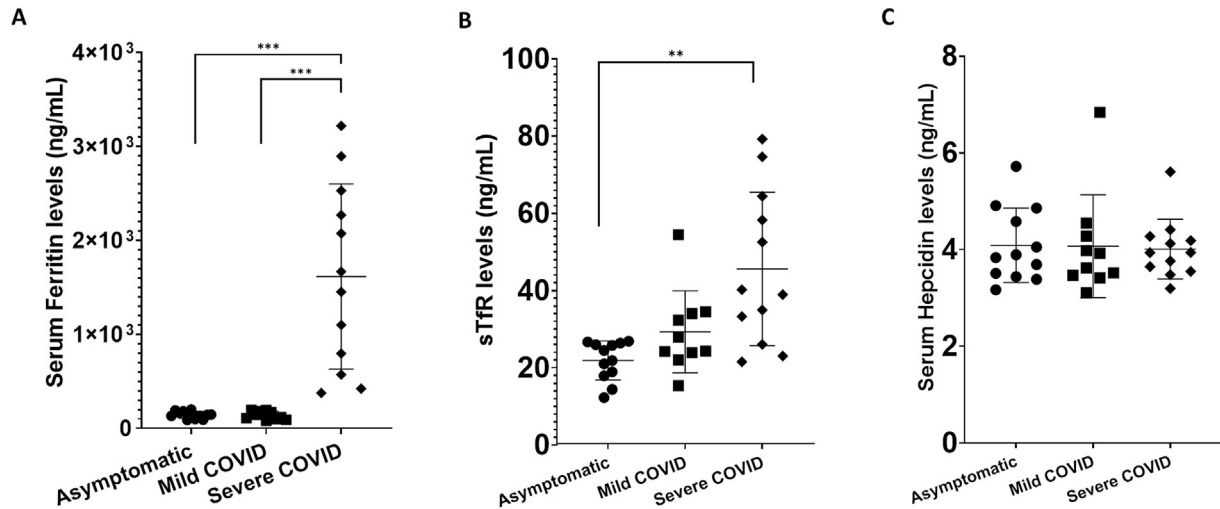 A
Serum Ferritin levels (ng/mL)
4×10³
3×10³
2×10³
1×10³
0
***
***
Asymptomatic
Mild COVID
Severe COVID
B
sTfR levels (ng/mL)
100
80
60
40
20
0
**
Asymptomatic
Mild COVID
Severe COVID
C
Serum Hepcidin levels (ng/mL)
8
6
4
2
0
Asymptomatic
Mild COVID
Severe COVID